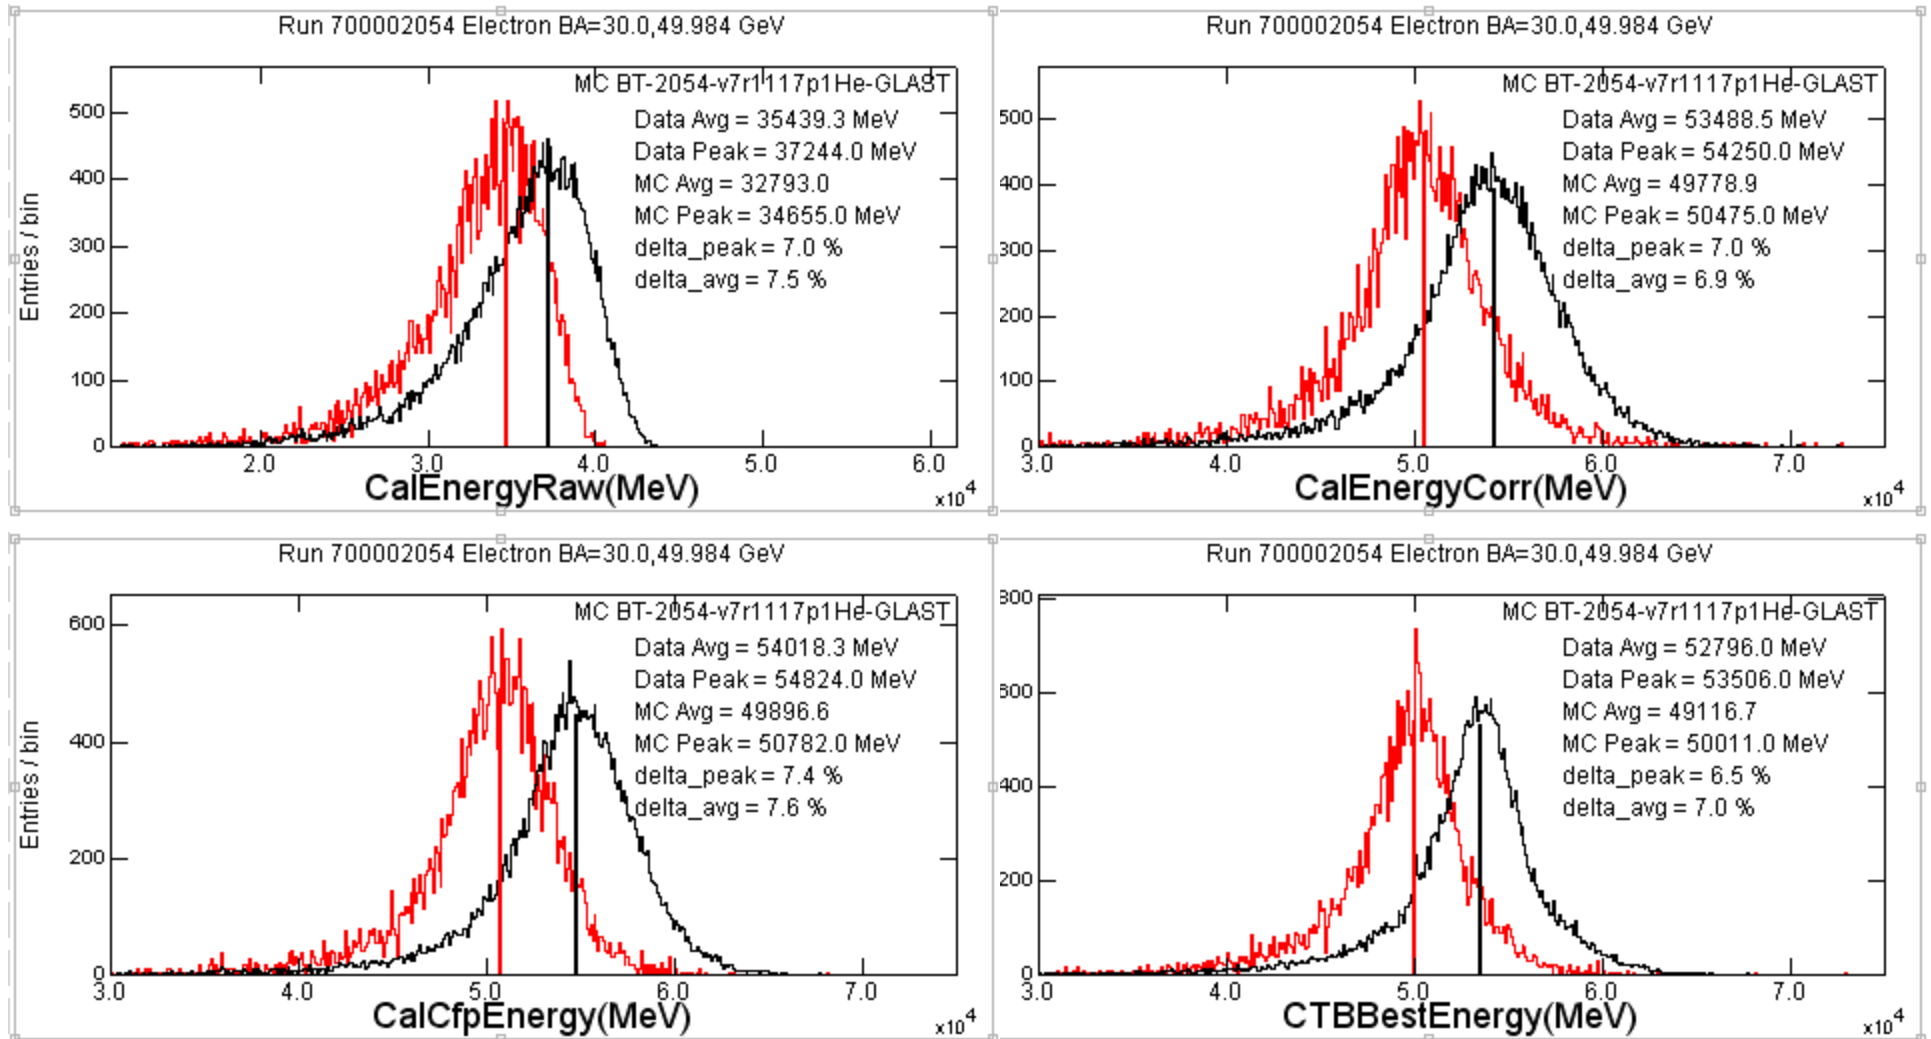 Run 700002054 Electron BA=30.0,49.984 GeV
MC BT-2054-v7r1117p1He-GLAST
Data Avg = 35439.3 MeV
Data Peak = 37244.0 MeV
MC Avg = 32793.0
MC Peak = 34655.0 MeV
delta_peak = 7.0 %
delta_avg = 7.5 %
Entries / bin
500
400
300
200
100
0
2.0 3.0 4.0 5.0 6.0
CalEnergyRaw(MeV)
x10^4
Run 700002054 Electron BA=30.0,49.984 GeV
MC BT-2054-v7r1117p1He-GLAST
Data Avg = 53488.5 MeV
Data Peak = 54250.0 MeV
MC Avg = 49778.9
MC Peak = 50475.0 MeV
delta_peak = 7.0 %
delta_avg = 6.9 %
500
400
300
200
100
0
3.0 4.0 5.0 6.0 7.0
CalEnergyCorr(MeV)
x10^4
Run 700002054 Electron BA=30.0,49.984 GeV
MC BT-2054-v7r1117p1He-GLAST
Data Avg = 54018.3 MeV
Data Peak = 54824.0 MeV
MC Avg = 49896.6
MC Peak = 50782.0 MeV
delta_peak = 7.4 %
delta_avg = 7.6 %
Entries / bin
600
400
200
0
3.0 4.0 5.0 6.0 7.0
CalCfpEnergy(MeV)
x10^4
Run 700002054 Electron BA=30.0,49.984 GeV
MC BT-2054-v7r1117p1He-GLAST
Data Avg = 52796.0 MeV
Data Peak = 53506.0 MeV
MC Avg = 49116.7
MC Peak = 50011.0 MeV
delta_peak = 6.5 %
delta_avg = 7.0 %
800
600
400
200
0
3.0 4.0 5.0 6.0 7.0
CTBBestEnergy(MeV)
x10^4